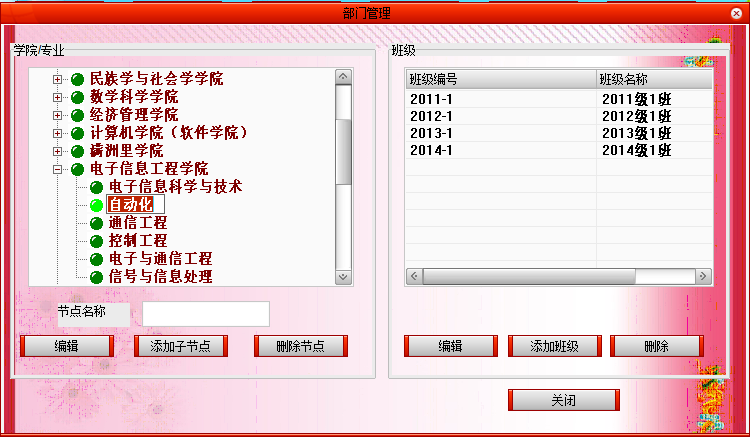 部门管理
学院/专业
民族学与社会学学院
数学科学学院
经济管理学院
计算机学院（软件学院）
满洲里学院
电子信息工程学院
电子信息科学与技术
自动化
通信工程
控制工程
电子与通信工程
信号与信息处理
节点名称
编辑 添加子节点 删除节点
班级
班级编号 班级名称
2011-1 2011级1班
2012-1 2012级1班
2013-1 2013级1班
2014-1 2014级1班
编辑 添加班级 删除
关闭